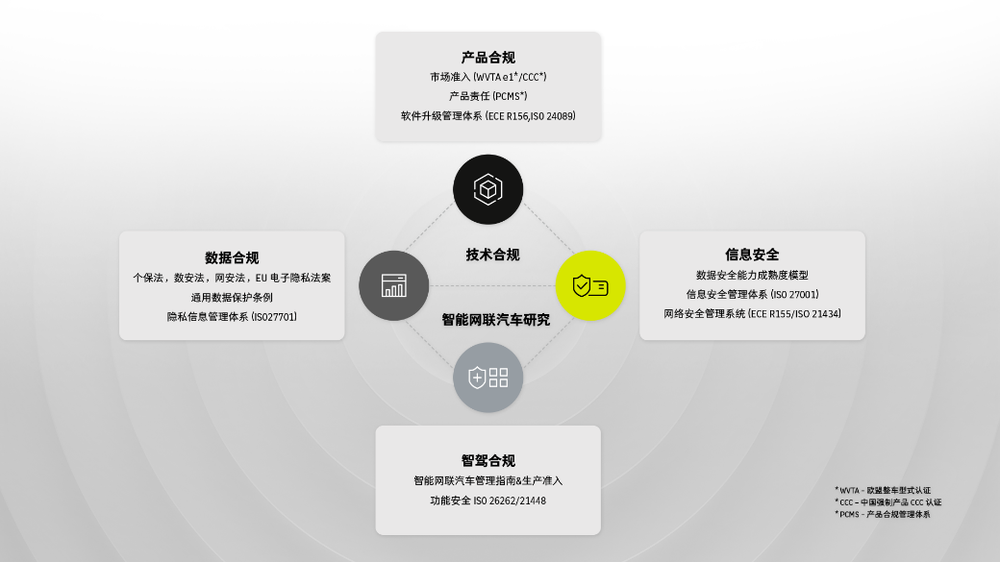 产品合规
市场准入 (WVTA e1*/CCC*)
产品责任 (PCMS*)
软件升级管理体系 (ECE R156,ISO 24089)
数据合规
个保法，数安法，网安法，EU 电子隐私法案
通用数据保护条例
隐私信息管理体系 (ISO27701)
技术合规
智能网联汽车研究
信息安全
数据安全能力成熟度模型
信息安全管理体系 (ISO 27001)
网络安全管理系统 (ECE R155/ISO 21434)
智驾合规
智能网联汽车管理指南&生产准入
功能安全 ISO 26262/21448
* WVTA - 欧盟整车型式认证
* CCC – 中国强制产品 CCC 认证
* PCMS - 产品合规管理体系